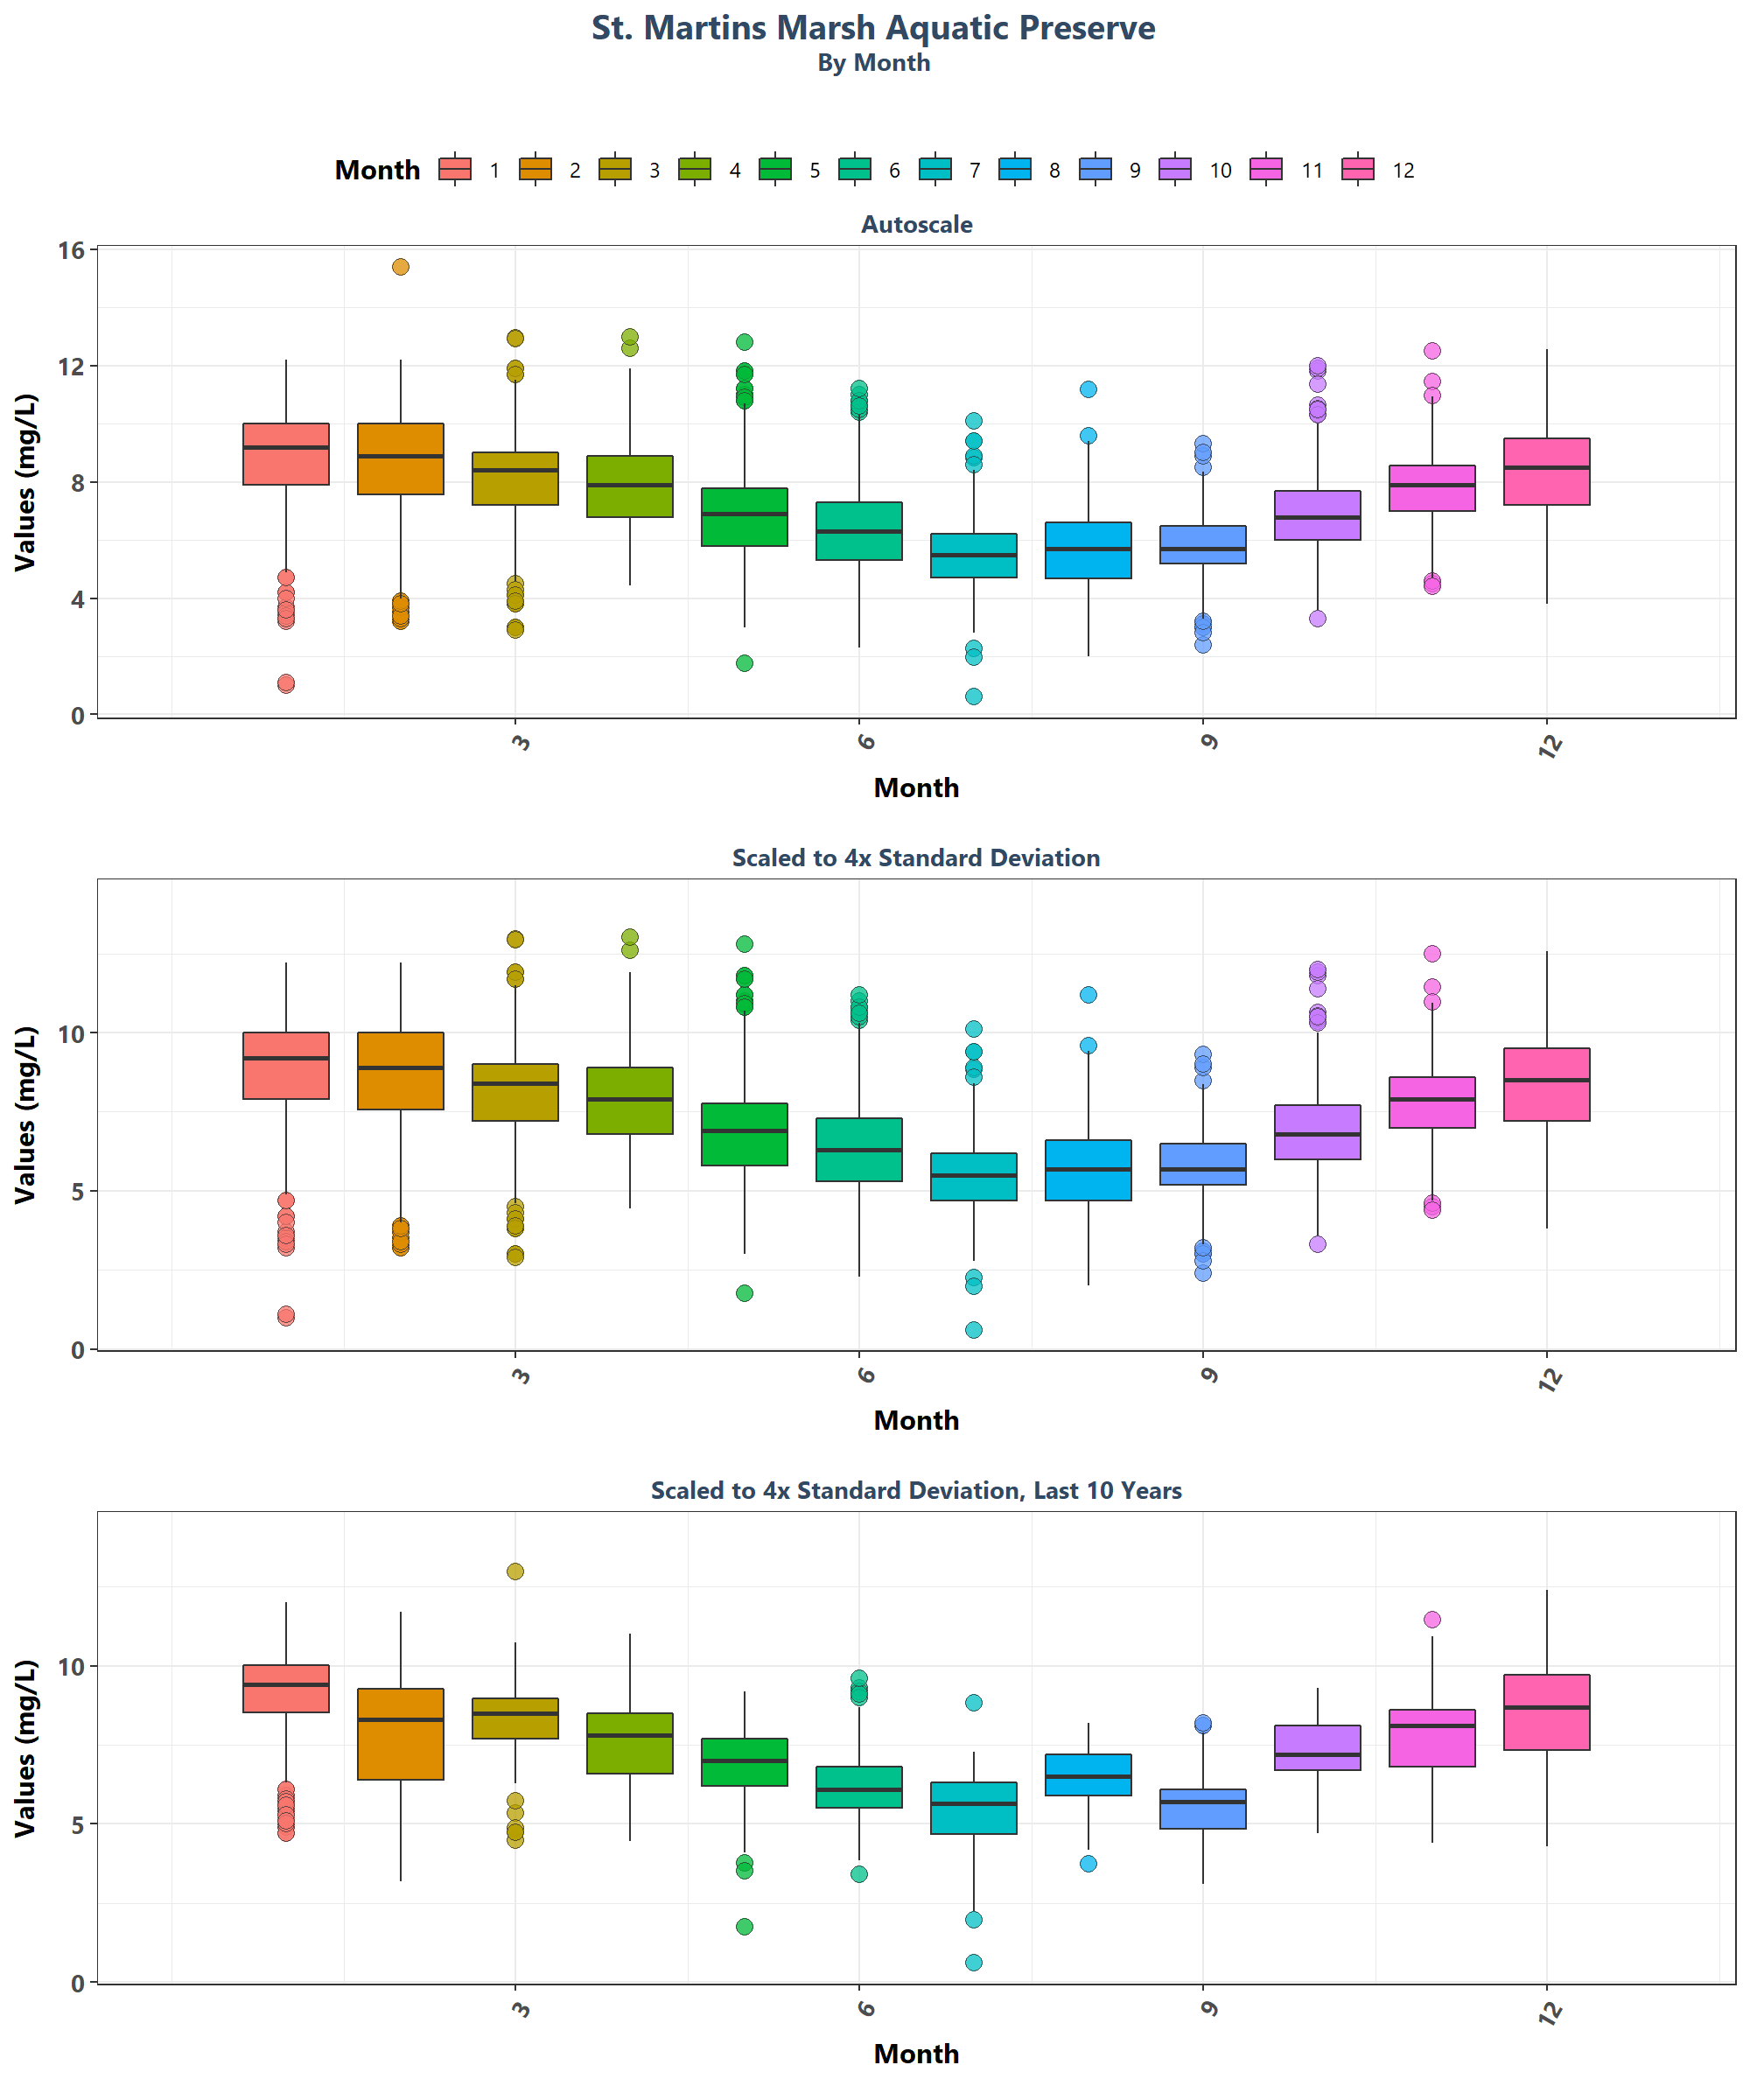 St. Martins Marsh Aquatic Preserve
By Month
Month 1 2 3 4 5 6 7 8 9 10 11 12
Autoscale
Values (mg/L)
16
12
8
4
0
3 6 9 12
Month
Scaled to 4x Standard Deviation
Values (mg/L)
10
5
0
3 6 9 12
Month
Scaled to 4x Standard Deviation, Last 10 Years
Values (mg/L)
10
5
0
3 6 9 12
Month